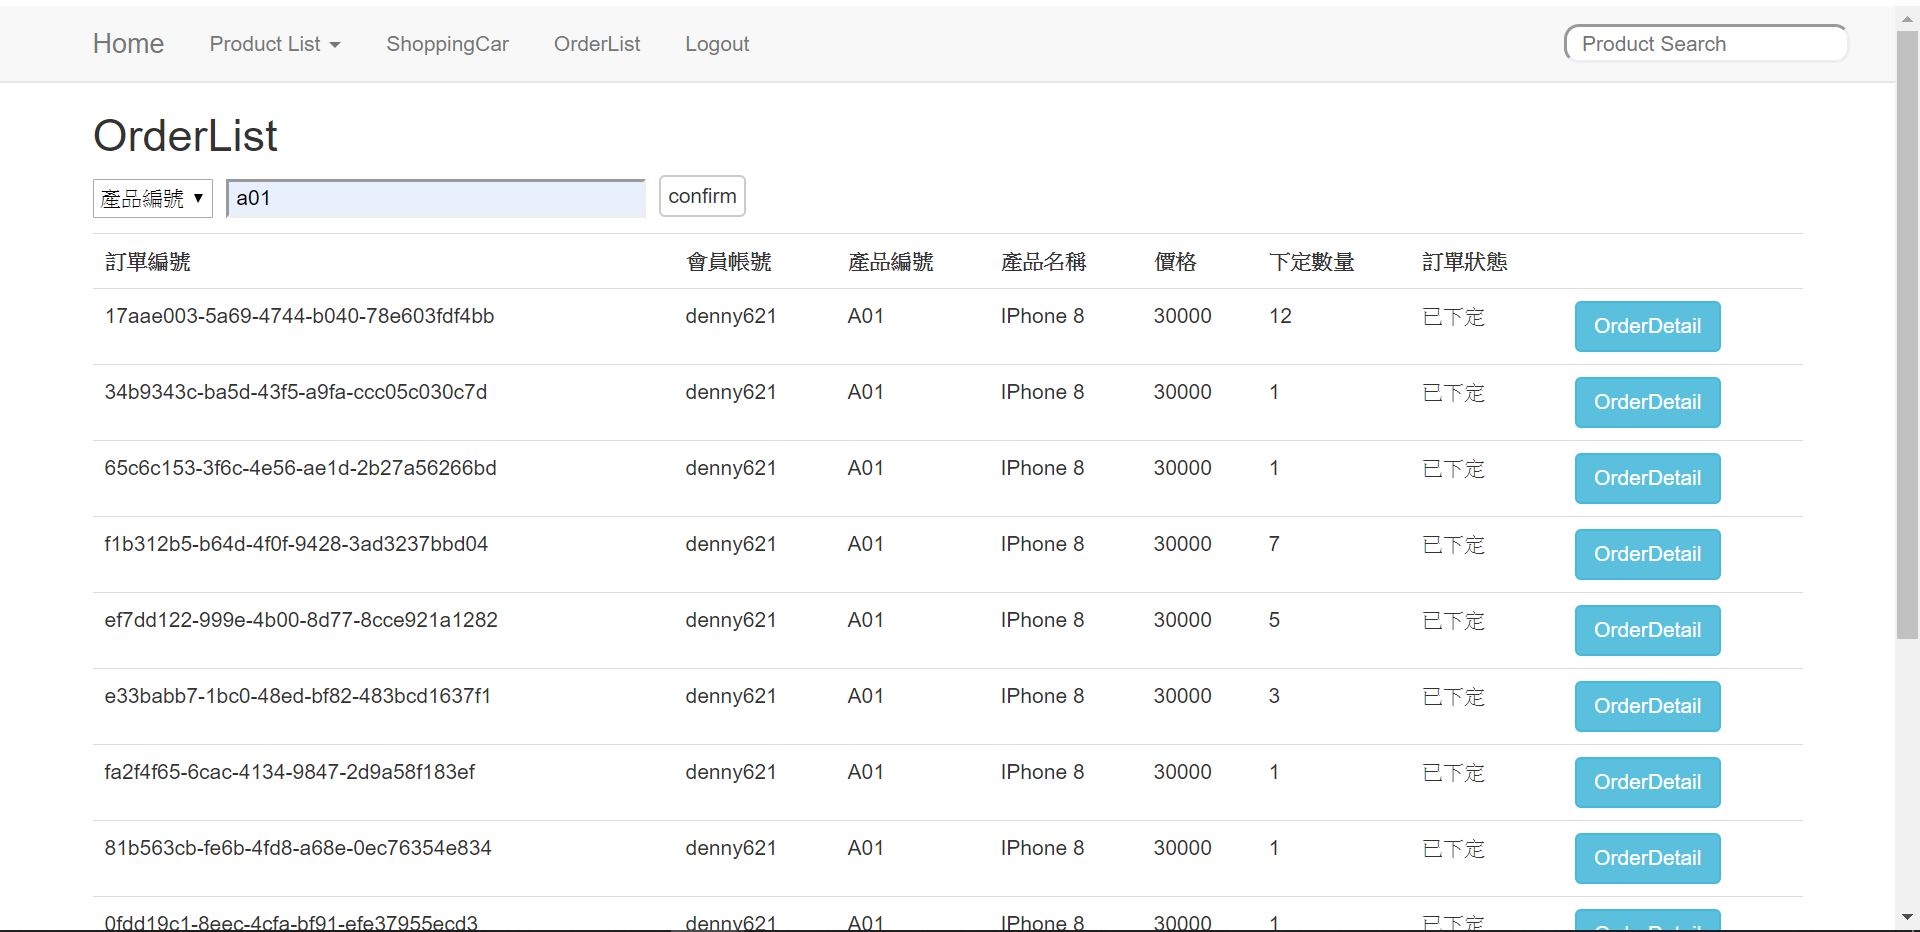 Home Product List ShoppingCar OrderList Logout Product Search
OrderList
產品編號 a01 confirm
訂單編號 會員帳號 產品編號 產品名稱 價格 下定數量 訂單狀態
17aae003-5a69-4744-b040-78e603fdf4bb denny621 A01 IPhone 8 30000 12 已下定 OrderDetail
34b9343c-ba5d-43f5-a9fa-ccc05c030c7d denny621 A01 IPhone 8 30000 1 已下定 OrderDetail
65c6c153-3f6c-4e56-ae1d-2b27a56266bd denny621 A01 IPhone 8 30000 1 已下定 OrderDetail
f1b312b5-b64d-4f0f-9428-3ad3237bbd04 denny621 A01 IPhone 8 30000 7 已下定 OrderDetail
ef7dd122-999e-4b00-8d77-8cce921a1282 denny621 A01 IPhone 8 30000 5 已下定 OrderDetail
e33babb7-1bc0-48ed-bf82-483bcd1637f1 denny621 A01 IPhone 8 30000 3 已下定 OrderDetail
fa2f4f65-6cac-4134-9847-2d9a58f183ef denny621 A01 IPhone 8 30000 1 已下定 OrderDetail
81b563cb-fe6b-4fd8-a68e-0ec76354e834 denny621 A01 IPhone 8 30000 1 已下定 OrderDetail
0fdd19c1-8eec-4cfa-bf91-efe37955ecd3 denny621 A01 IPhone 8 30000 1 已下定 OrderDetail